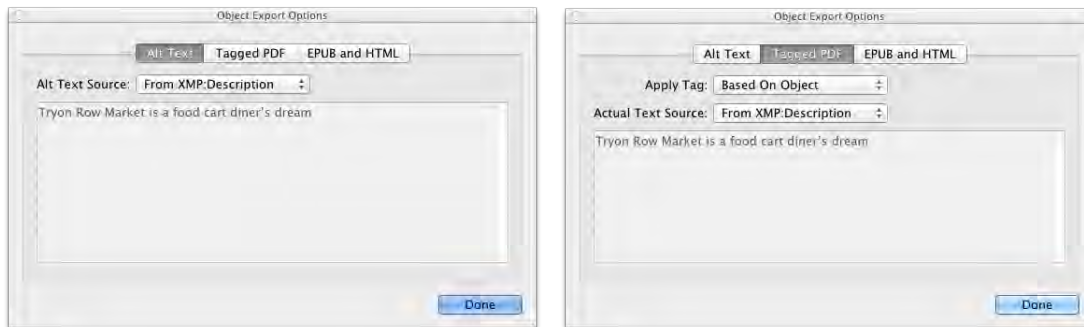 Object Export Options
Alt Text Tagged PDF EPUB and HTML
Alt Text Source: From XMP:Description
Tryon Row Market is a food cart diner's dream
Done
Object Export Options
Alt Text Tagged PDF EPUB and HTML
Apply Tag: Based On Object
Actual Text Source: From XMP:Description
Tryon Row Market is a food cart diner's dream
Done